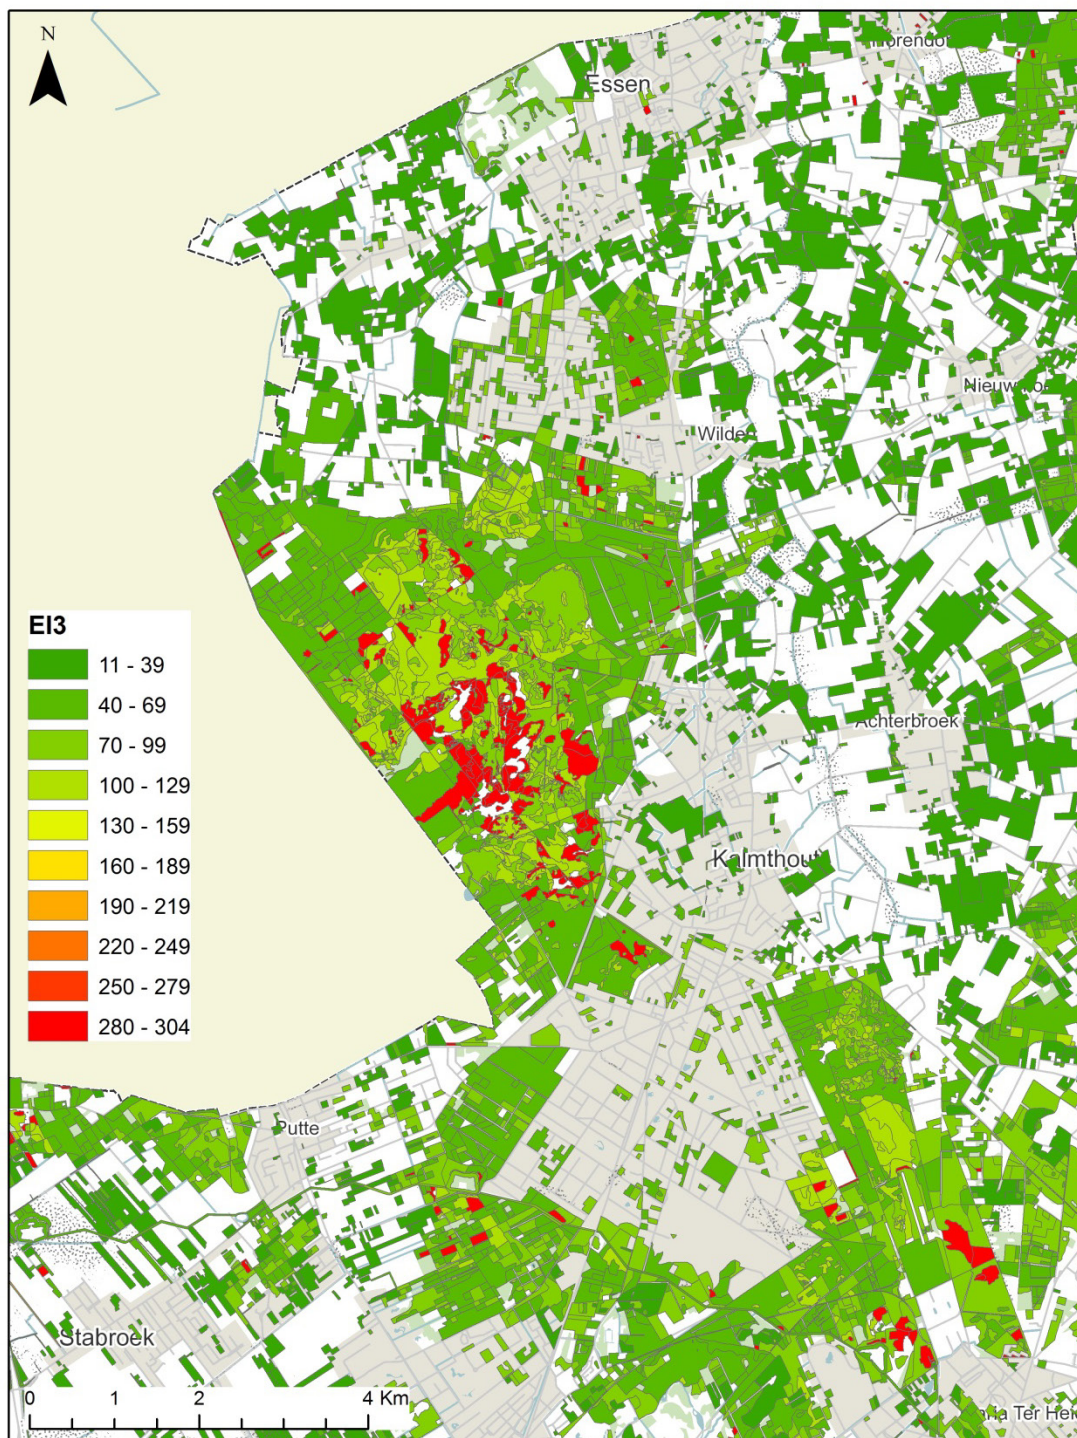 N
Essen
Wilde
Achterbroek
Kalmthout
EI3
11 - 39
40 - 69
70 - 99
100 - 129
130 - 159
160 - 189
190 - 219
220 - 249
250 - 279
280 - 304
Putte
Stabroek
0 1 2 4 Km
Ter